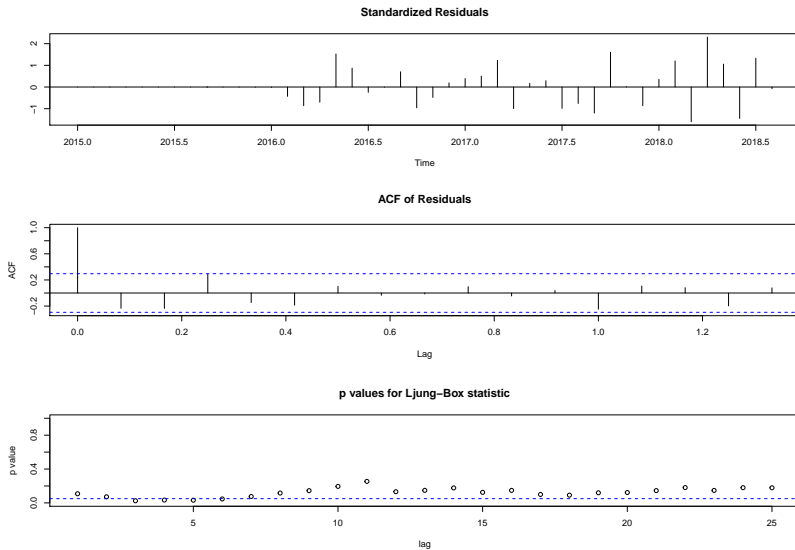 Standardized Residuals
2
1
0
−1
2015.0 2015.5 2016.0 2016.5 2017.0 2017.5 2018.0 2018.5
Time
ACF of Residuals
1.0
0.6
0.2
−0.2
ACF
0.0 0.2 0.4 0.6 0.8 1.0 1.2
Lag
p values for Ljung−Box statistic
0.8
0.4
0.0
p value
5 10 15 20 25
lag